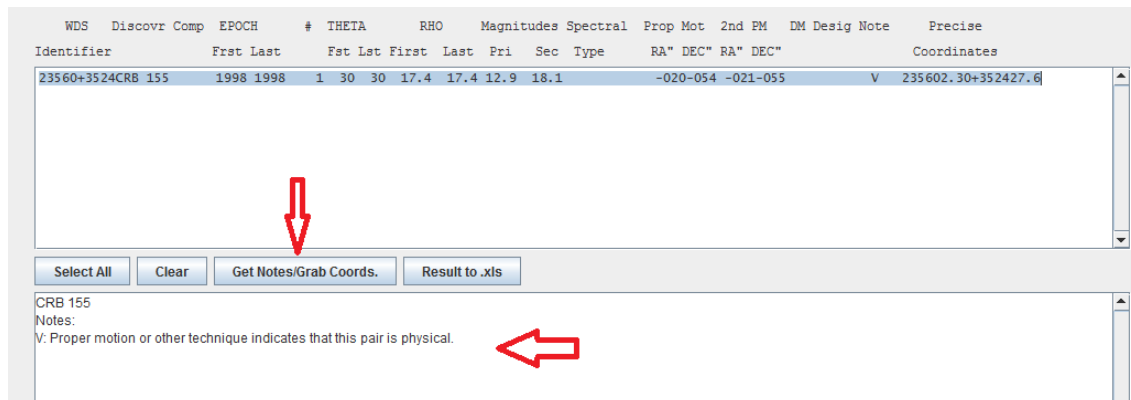 WDS Discovr Comp EPOCH # THETA RHO Magnitudes Spectral Prop Mot 2nd PM DM Desig Note Precise
Identifier Frst Last Fst Lst First Last Pri Sec Type RA" DEC" RA" DEC" Coordinates
23560+3524CRB 155 1998 1998 1 30 30 17.4 17.4 12.9 18.1 -020-054 -021-055 V 235602.30+352427.6
Select All Clear Get Notes/Grab Coords. Result to .xls
CRB 155
Notes:
V: Proper motion or other technique indicates that this pair is physical.